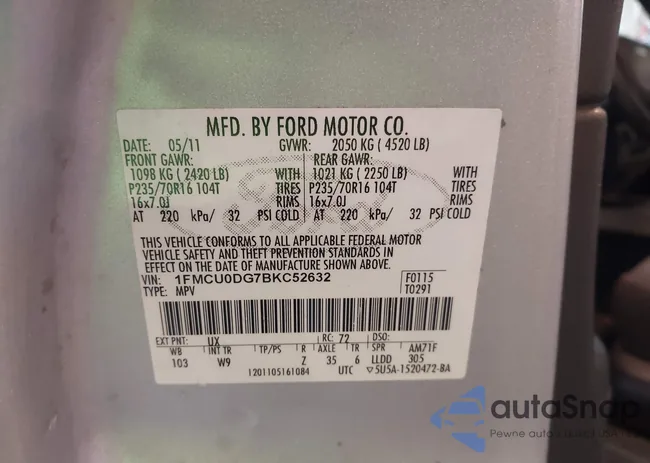 MFD. BY FORD MOTOR CO.
DATE: 05/11 GVWR: 2050 KG ( 4520 LB)
FRONT GAWR: REAR GAWR:
1098 KG ( 2420 LB) WITH 1021 KG ( 2250 LB) WITH
P235/70R16 104T TIRES P235/70R16 104T TIRES
16x7.0J RIMS 16x7.0J RIMS
AT 220 kPa/ 32 PSI COLD AT 220 kPa/ 32 PSI COLD
THIS VEHICLE CONFORMS TO ALL APPLICABLE FEDERAL MOTOR
VEHICLE SAFETY AND THEFT PREVENTION STANDARDS IN
EFFECT ON THE DATE OF MANUFACTURE SHOWN ABOVE.
VIN: 1FMCU0DG7BKC52632 F0115
TYPE: MPV T0291
EXT PNT: UX RC: 72 DSO:
WB INT TR TP/PS R AXLE TR SPR AM71F
103 W9 Z 35 6 LLDD 305
1201105161084 UTC ▽5U5A-1520472-BA
autaSnap